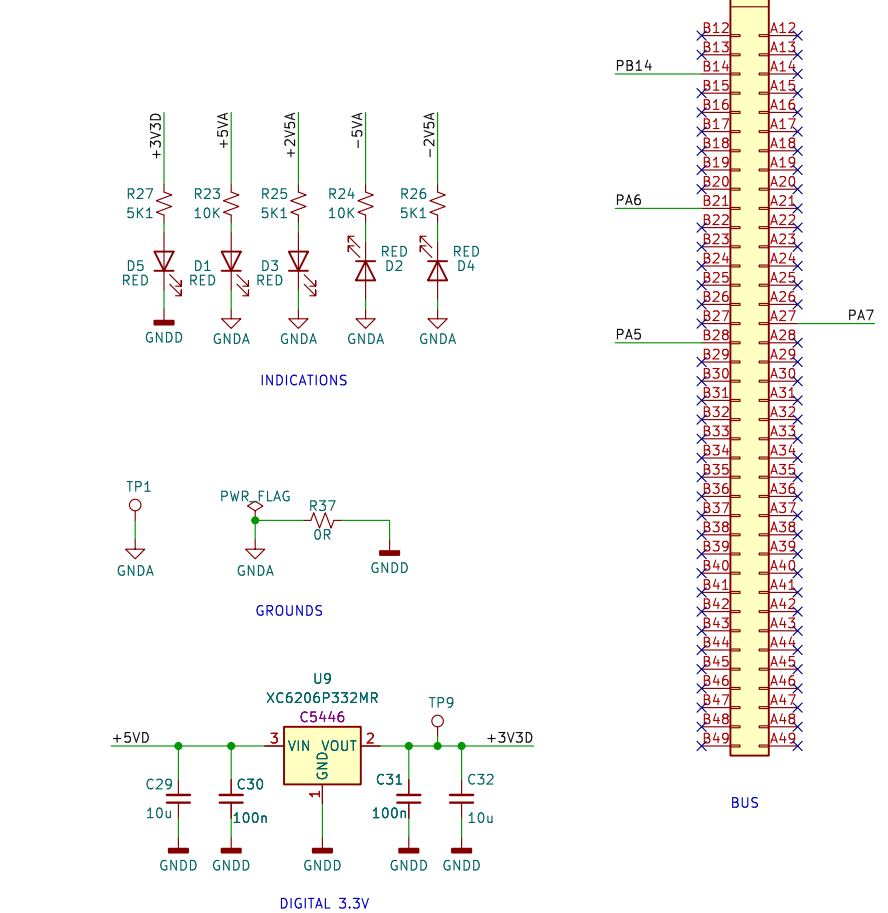 +3V3D
+5VA
+2V5A
-5VA
-2V5A
R27
5K1
R23
10K
R25
5K1
R24
10K
R26
5K1
D5
RED
D1
RED
D3
RED
RED
D2
RED
D4
GNDD
GNDA
GNDA
GNDA
GNDA
INDICATIONS
TP1
GNDA
PWR_FLAG
GNDA
R37
0R
GNDD
GROUNDS
U9
XC6206P332MR
C5446
+5VD
3
VIN
VOUT
2
GND
1
TP9
+3V3D
C29
10u
C30
100n
C31
100n
C32
10u
GNDD
GNDD
GNDD
GNDD
GNDD
DIGITAL 3.3V
PB14
PA6
PA5
PA7
B12 A12
B13 A13
B14 A14
B15 A15
B16 A16
B17 A17
B18 A18
B19 A19
B20 A20
B21 A21
B22 A22
B23 A23
B24 A24
B25 A25
B26 A26
B27 A27
B28 A28
B29 A29
B30 A30
B31 A31
B32 A32
B33 A33
B34 A34
B35 A35
B36 A36
B37 A37
B38 A38
B39 A39
B40 A40
B41 A41
B42 A42
B43 A43
B44 A44
B45 A45
B46 A46
B47 A47
B48 A48
B49 A49
BUS